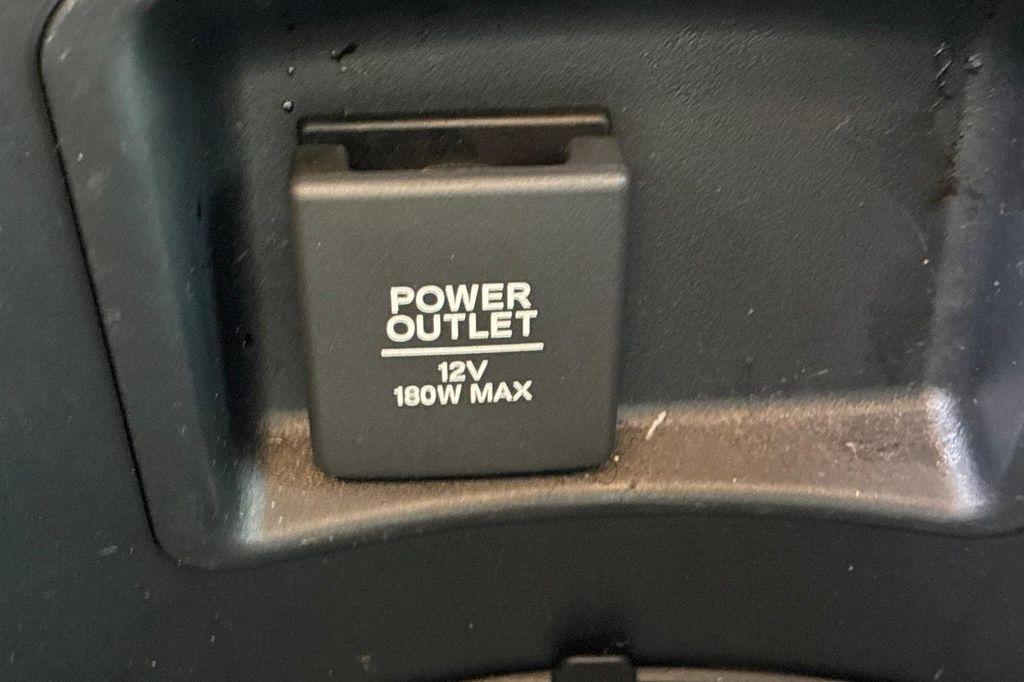 POWER
OUTLET
12V
180W MAX